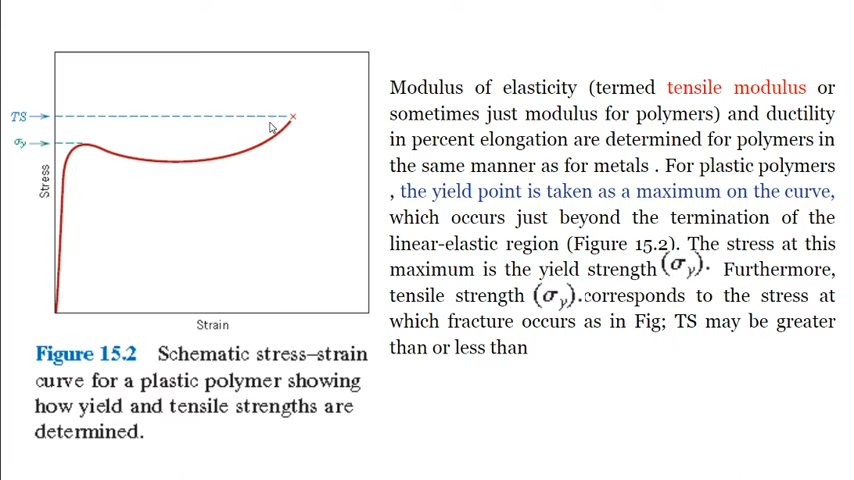 TS
σy
Stress
Strain
Figure 15.2 Schematic stress–strain
curve for a plastic polymer showing
how yield and tensile strengths are
determined.
Modulus of elasticity (termed tensile modulus or
sometimes just modulus for polymers) and ductility
in percent elongation are determined for polymers in
the same manner as for metals . For plastic polymers
, the yield point is taken as a maximum on the curve,
which occurs just beyond the termination of the
linear-elastic region (Figure 15.2). The stress at this
maximum is the yield strength (σy). Furthermore,
tensile strength (σy).corresponds to the stress at
which fracture occurs as in Fig; TS may be greater
than or less than